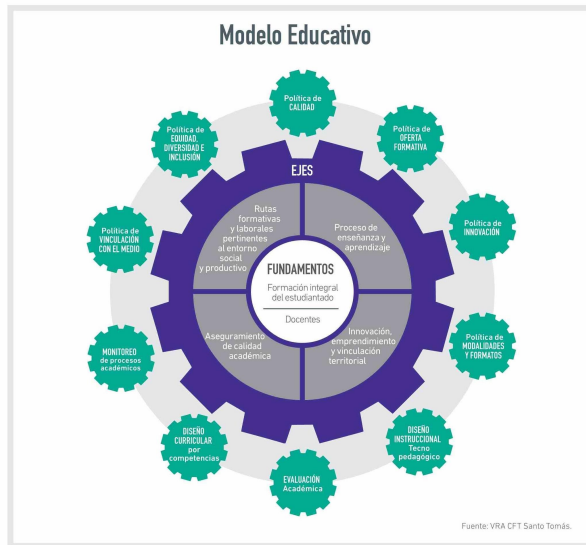 Modelo Educativo
Política de
CALIDAD
Política de
OFERTA
FORMATIVA
Política de
INNOVACIÓN
Política de
MODALIDADES
Y FORMATOS
DISEÑO
INSTRUCCIONAL
Tecno
pedagógico
EVALUACIÓN
Académica
DISEÑO
CURRICULAR
por
competencias
MONITOREO
de procesos
académicos
Política de
VINCULACIÓN
CON EL MEDIO
Política de
EQUIDAD,
DIVERSIDAD E
INCLUSIÓN
EJES
Rutas
formativas
y laborales
pertinentes
al entorno
social
y productivo
Proceso de
enseñanza y
aprendizaje
FUNDAMENTOS
Formación integral
del estudiantado
Docentes
Aseguramiento
de calidad
académica
Innovación,
emprendimiento
y vinculación
territorial
Fuente: VRA CFT Santo Tomás.